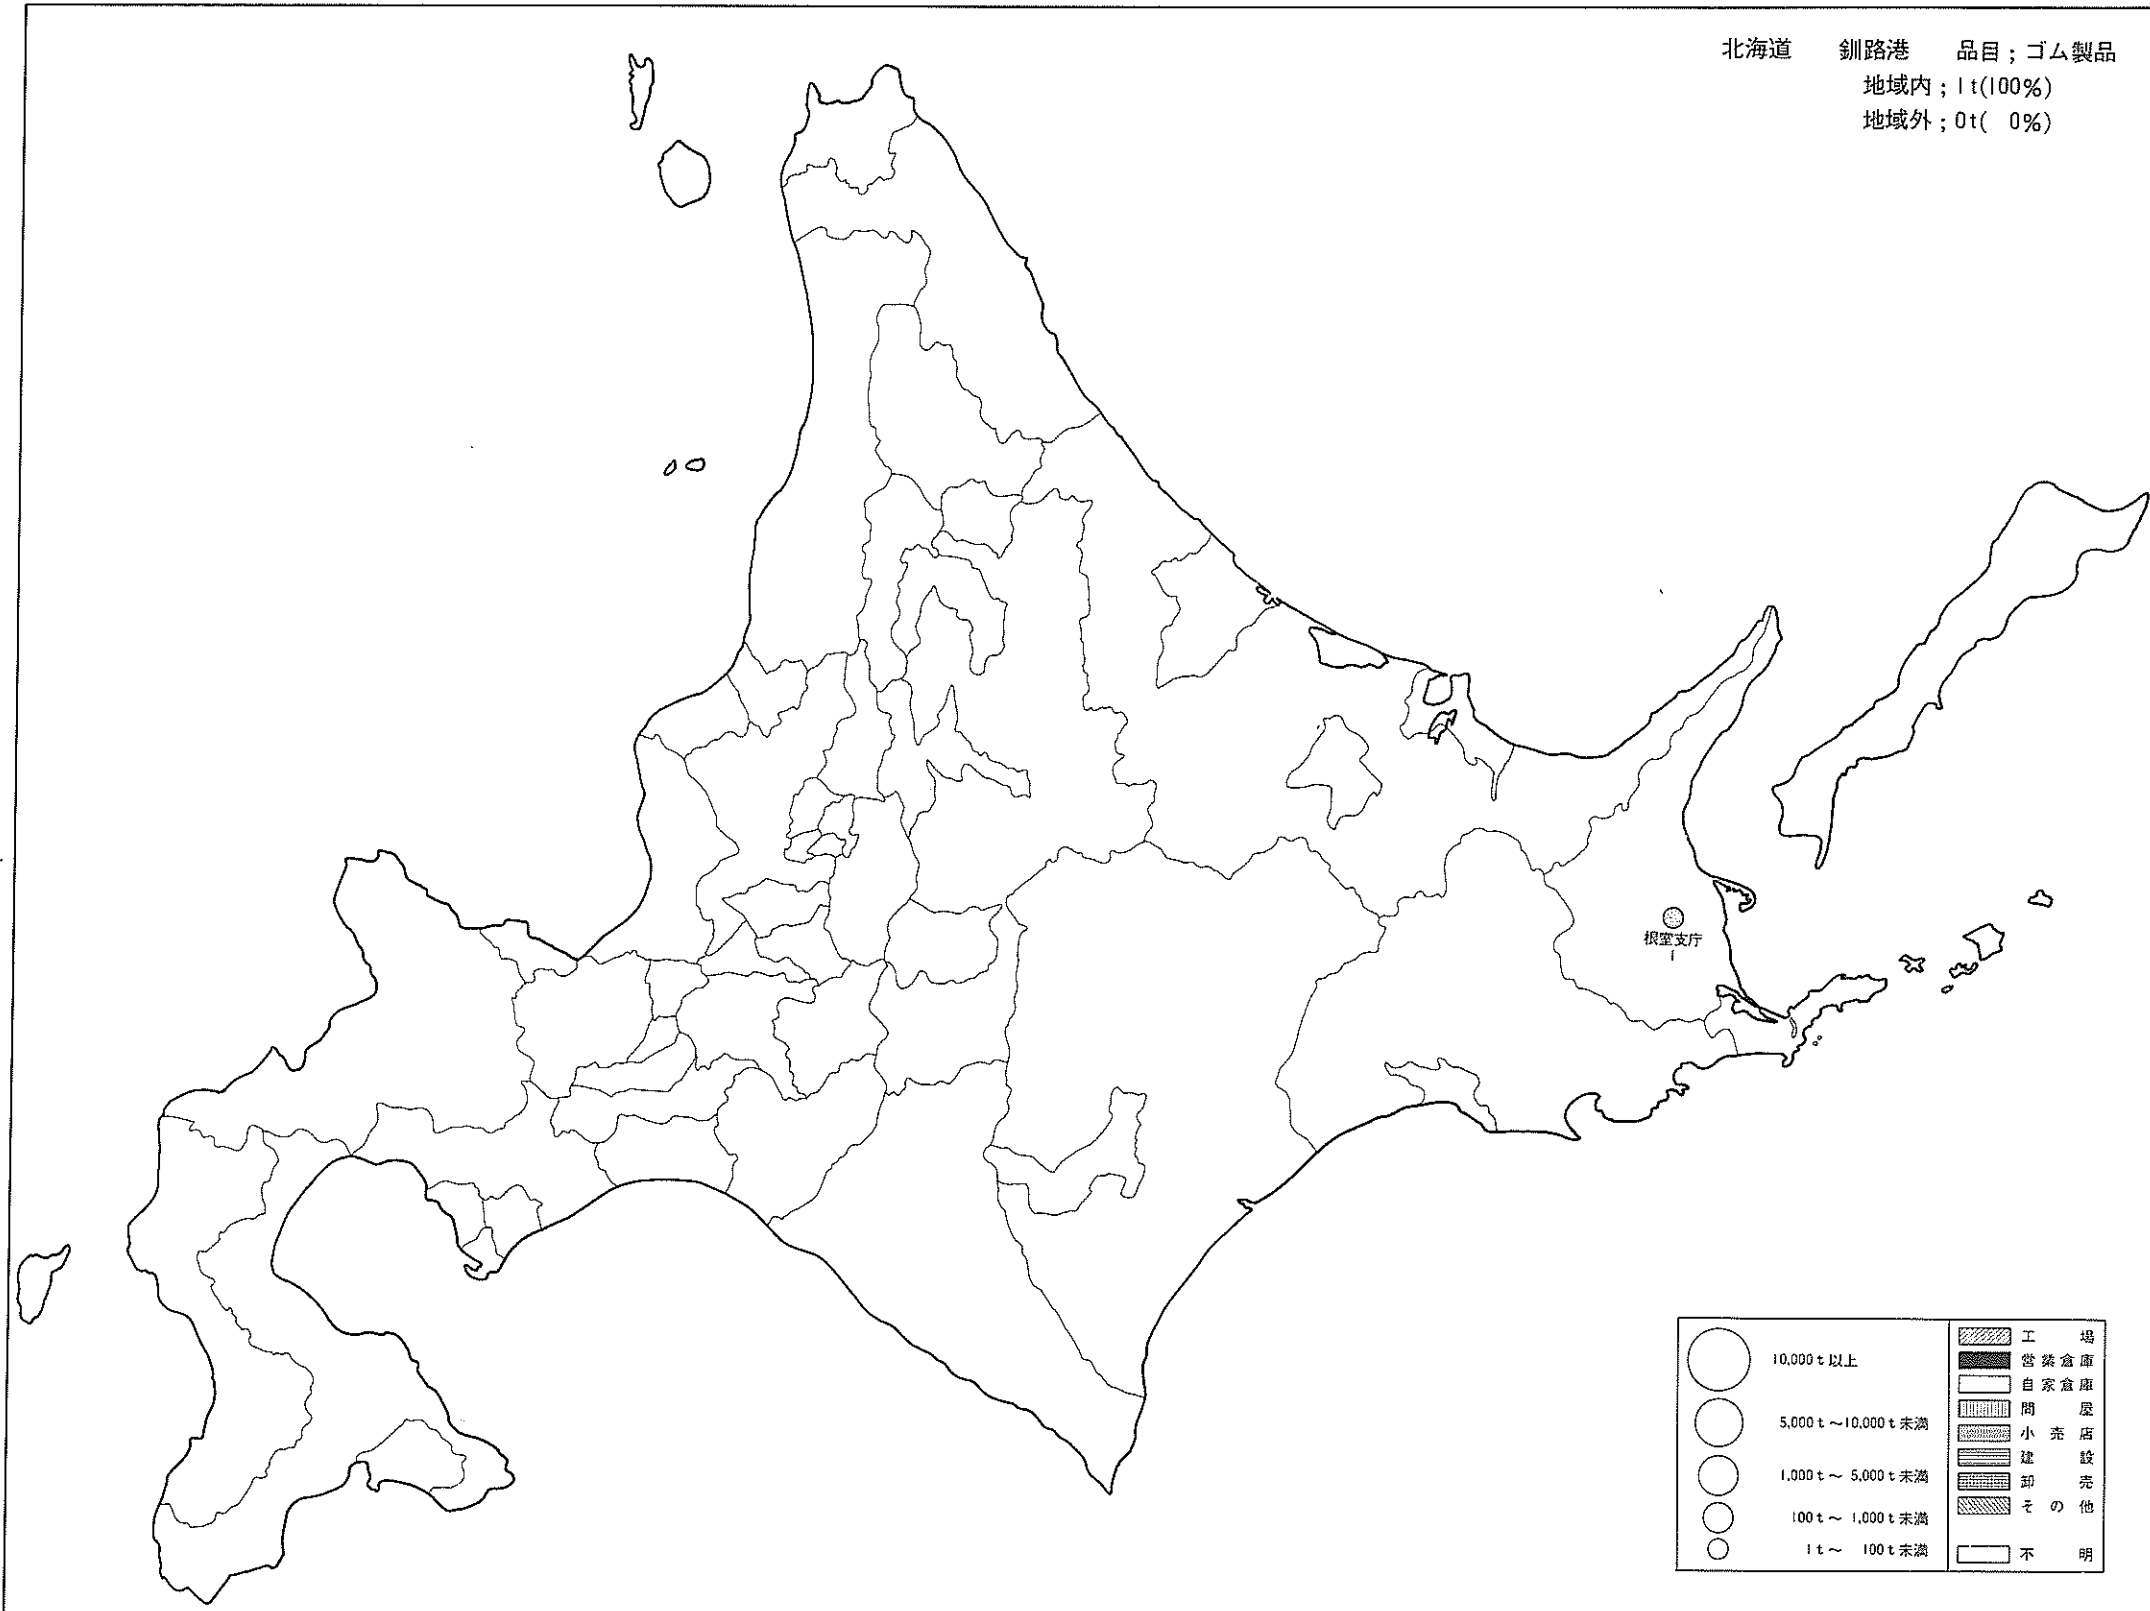 北海道 釧路港 品目；ゴム製品
地域内；1t(100%)
地域外；0t( 0%)
根室支庁
1
10,000t以上
5,000t～10,000t未満
1,000t～ 5,000t未満
100t～ 1,000t未満
1t～ 100t未満
工場
営業倉庫
自家倉庫
問屋
小売店
建設
卸売
その他
不明